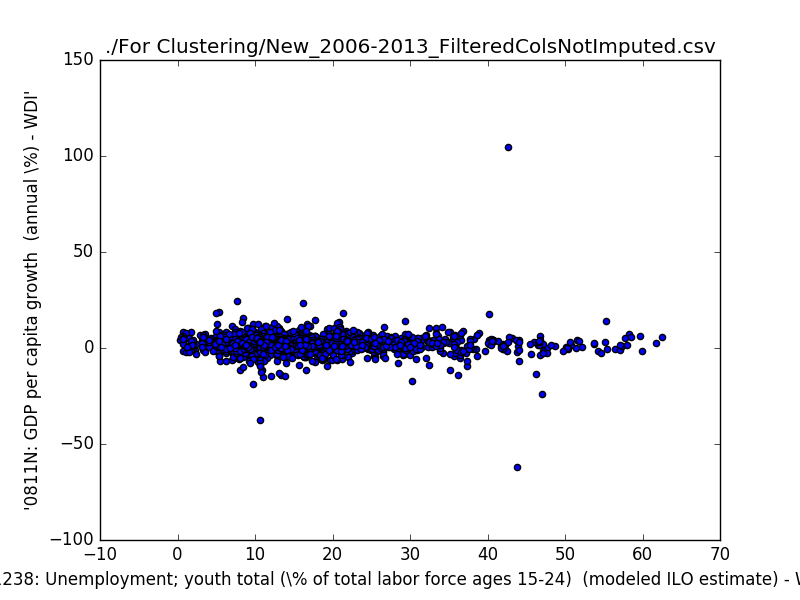 ./For Clustering/New_2006-2013_FilteredColsNotImputed.csv
150
100
50
0
−50
−100
'0811N: GDP per capita growth  (annual \%) - WDI'
−10 0 10 20 30 40 50 60 70
1238: Unemployment; youth total (\% of total labor force ages 15-24)  (modeled ILO estimate) -